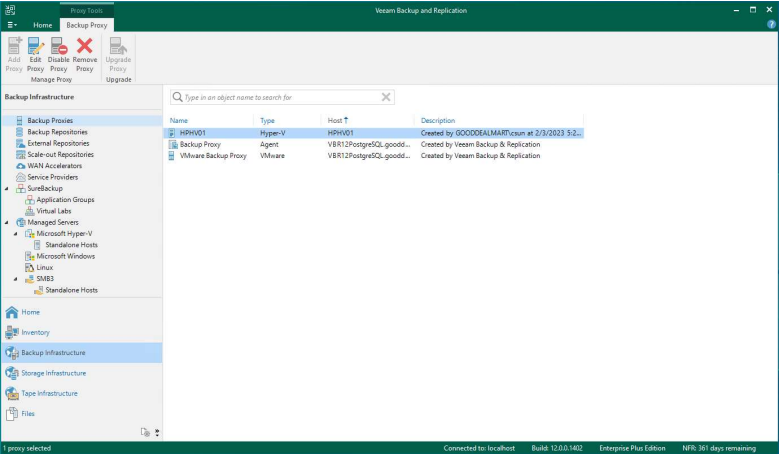 Proxy Tools
Veeam Backup and Replication
Home Backup Proxy
Add Proxy
Edit Proxy
Disable Proxy
Remove Proxy
Upgrade Proxy
Manage Proxy
Upgrade
Backup Infrastructure
Type in an object name to search for
Backup Proxies
Backup Repositories
External Repositories
Scale-out Repositories
WAN Accelerators
Service Providers
SureBackup
Application Groups
Virtual Labs
Managed Servers
Microsoft Hyper-V
Standalone Hosts
Microsoft Windows
Linux
SMB3
Standalone Hosts
Name Type Host Description
HPHV01 Hyper-V HPHV01 Created by GOODDEALMART\csun at 2/3/2023 5:2...
Backup Proxy Agent VBR12PostgreSQL.goodd... Created by Veeam Backup & Replication
VMware Backup Proxy VMware VBR12PostgreSQL.goodd... Created by Veeam Backup & Replication
Home
Inventory
Backup Infrastructure
Storage Infrastructure
Tape Infrastructure
Files
1 proxy selected
Connected to: localhost Build: 12.0.0.1402 Enterprise Plus Edition NFR: 361 days remaining